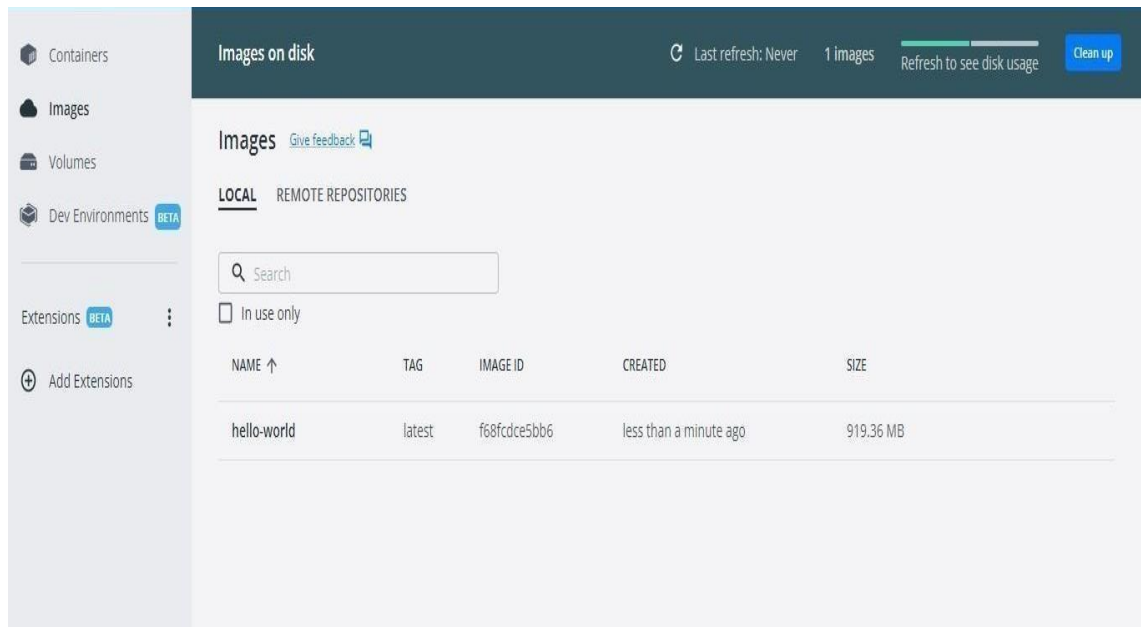 Containers
Images
Volumes
Dev Environments BETA
Extensions BETA
Add Extensions
Images on disk
Last refresh: Never
1 images
Refresh to see disk usage
Clean up
Images Give feedback
LOCAL REMOTE REPOSITORIES
Search
In use only
NAME TAG IMAGE ID CREATED SIZE
hello-world latest f68fcdce5bb6 less than a minute ago 919.36 MB